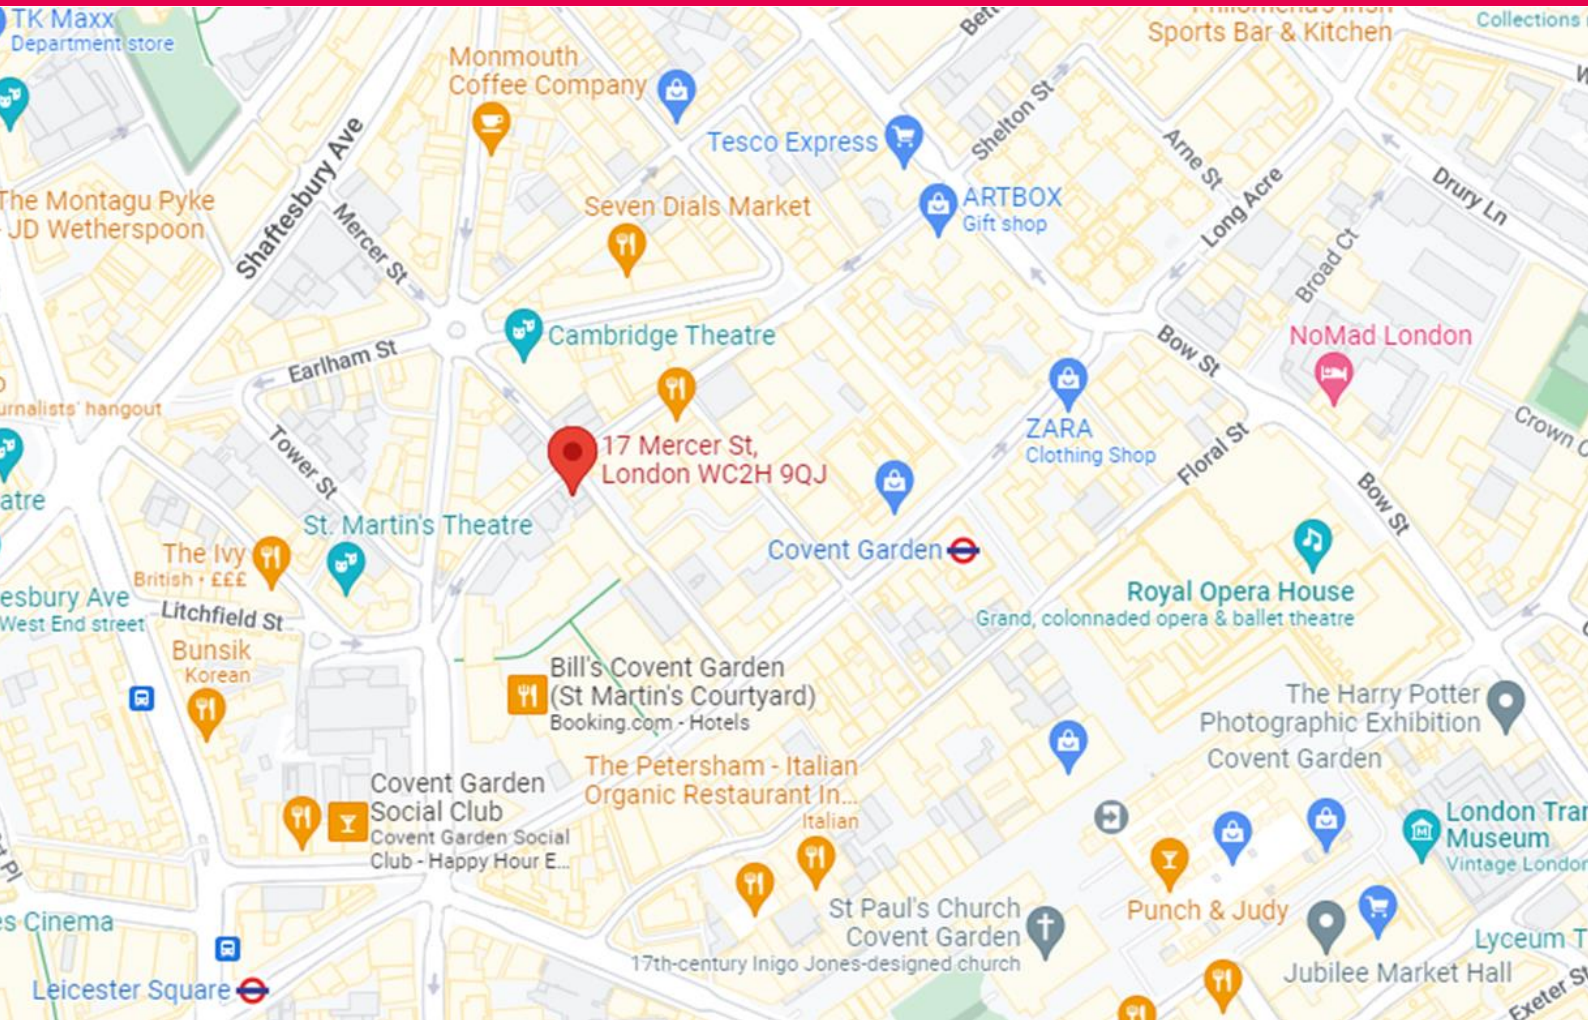 TK Maxx
Department store
Monmouth
Coffee Company
Sports Bar & Kitchen
Collections
Tesco Express
Shelton St
Arne St
Long Acre
Drury Ln
Shaftesbury Ave
The Montagu Pyke
- JD Wetherspoon
Mercer St
Seven Dials Market
ARTBOX
Gift shop
Broad Ct
Cambridge Theatre
Earlham St
Bow St
NoMad London
urnalists' hangout
Tower St
17 Mercer St,
London WC2H 9QJ
ZARA
Clothing Shop
Floral St
Crown C
Bow St
atre
St. Martin's Theatre
The Ivy
British • £££
Covent Garden
esbury Ave
West End street
Litchfield St
Royal Opera House
Grand, colonnaded opera & ballet theatre
Bunsik
Korean
Bill's Covent Garden
(St Martin's Courtyard)
Booking.com - Hotels
The Harry Potter
Photographic Exhibition
Covent Garden
The Petersham - Italian
Organic Restaurant In...
Italian
Covent Garden
Social Club
Covent Garden Social
Club - Happy Hour E...
London Tran
Museum
Vintage London
St Paul's Church
Covent Garden
17th-century Inigo Jones-designed church
Punch & Judy
es Cinema
Lyceum T
Jubilee Market Hall
Leicester Square
Exeter St